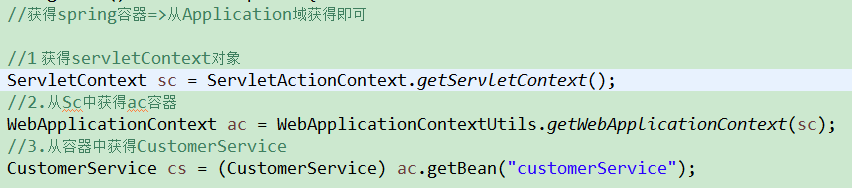 //获得spring容器=>从Application域获得即可
//1 获得servletContext对象
ServletContext sc = ServletActionContext.getServletContext();
//2.从Sc中获得ac容器
WebApplicationContext ac = WebApplicationContextUtils.getWebApplicationContext(sc);
//3.从容器中获得CustomerService
CustomerService cs = (CustomerService) ac.getBean("customerService");